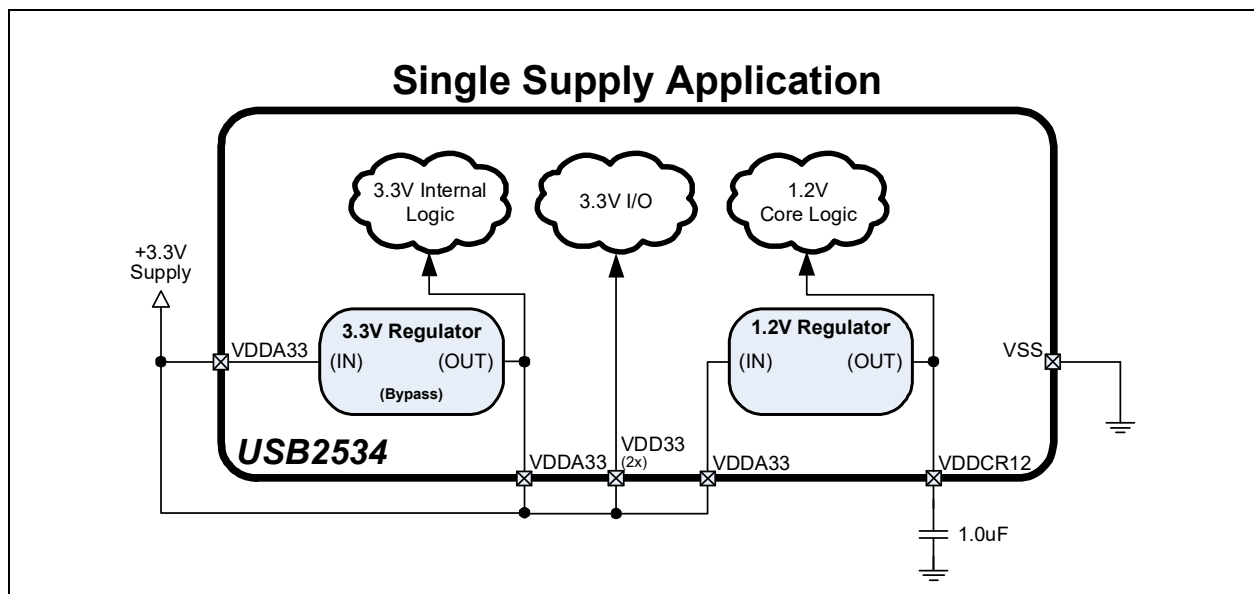 Single Supply Application
3.3V Internal
Logic
3.3V I/O
1.2V
Core Logic
+3.3V
Supply
VDDA33
3.3V Regulator
(IN)
(OUT)
(Bypass)
1.2V Regulator
(IN)
(OUT)
VSS
USB2534
VDDA33
VDD33
(2x)
VDDA33
VDDCR12
1.0uF